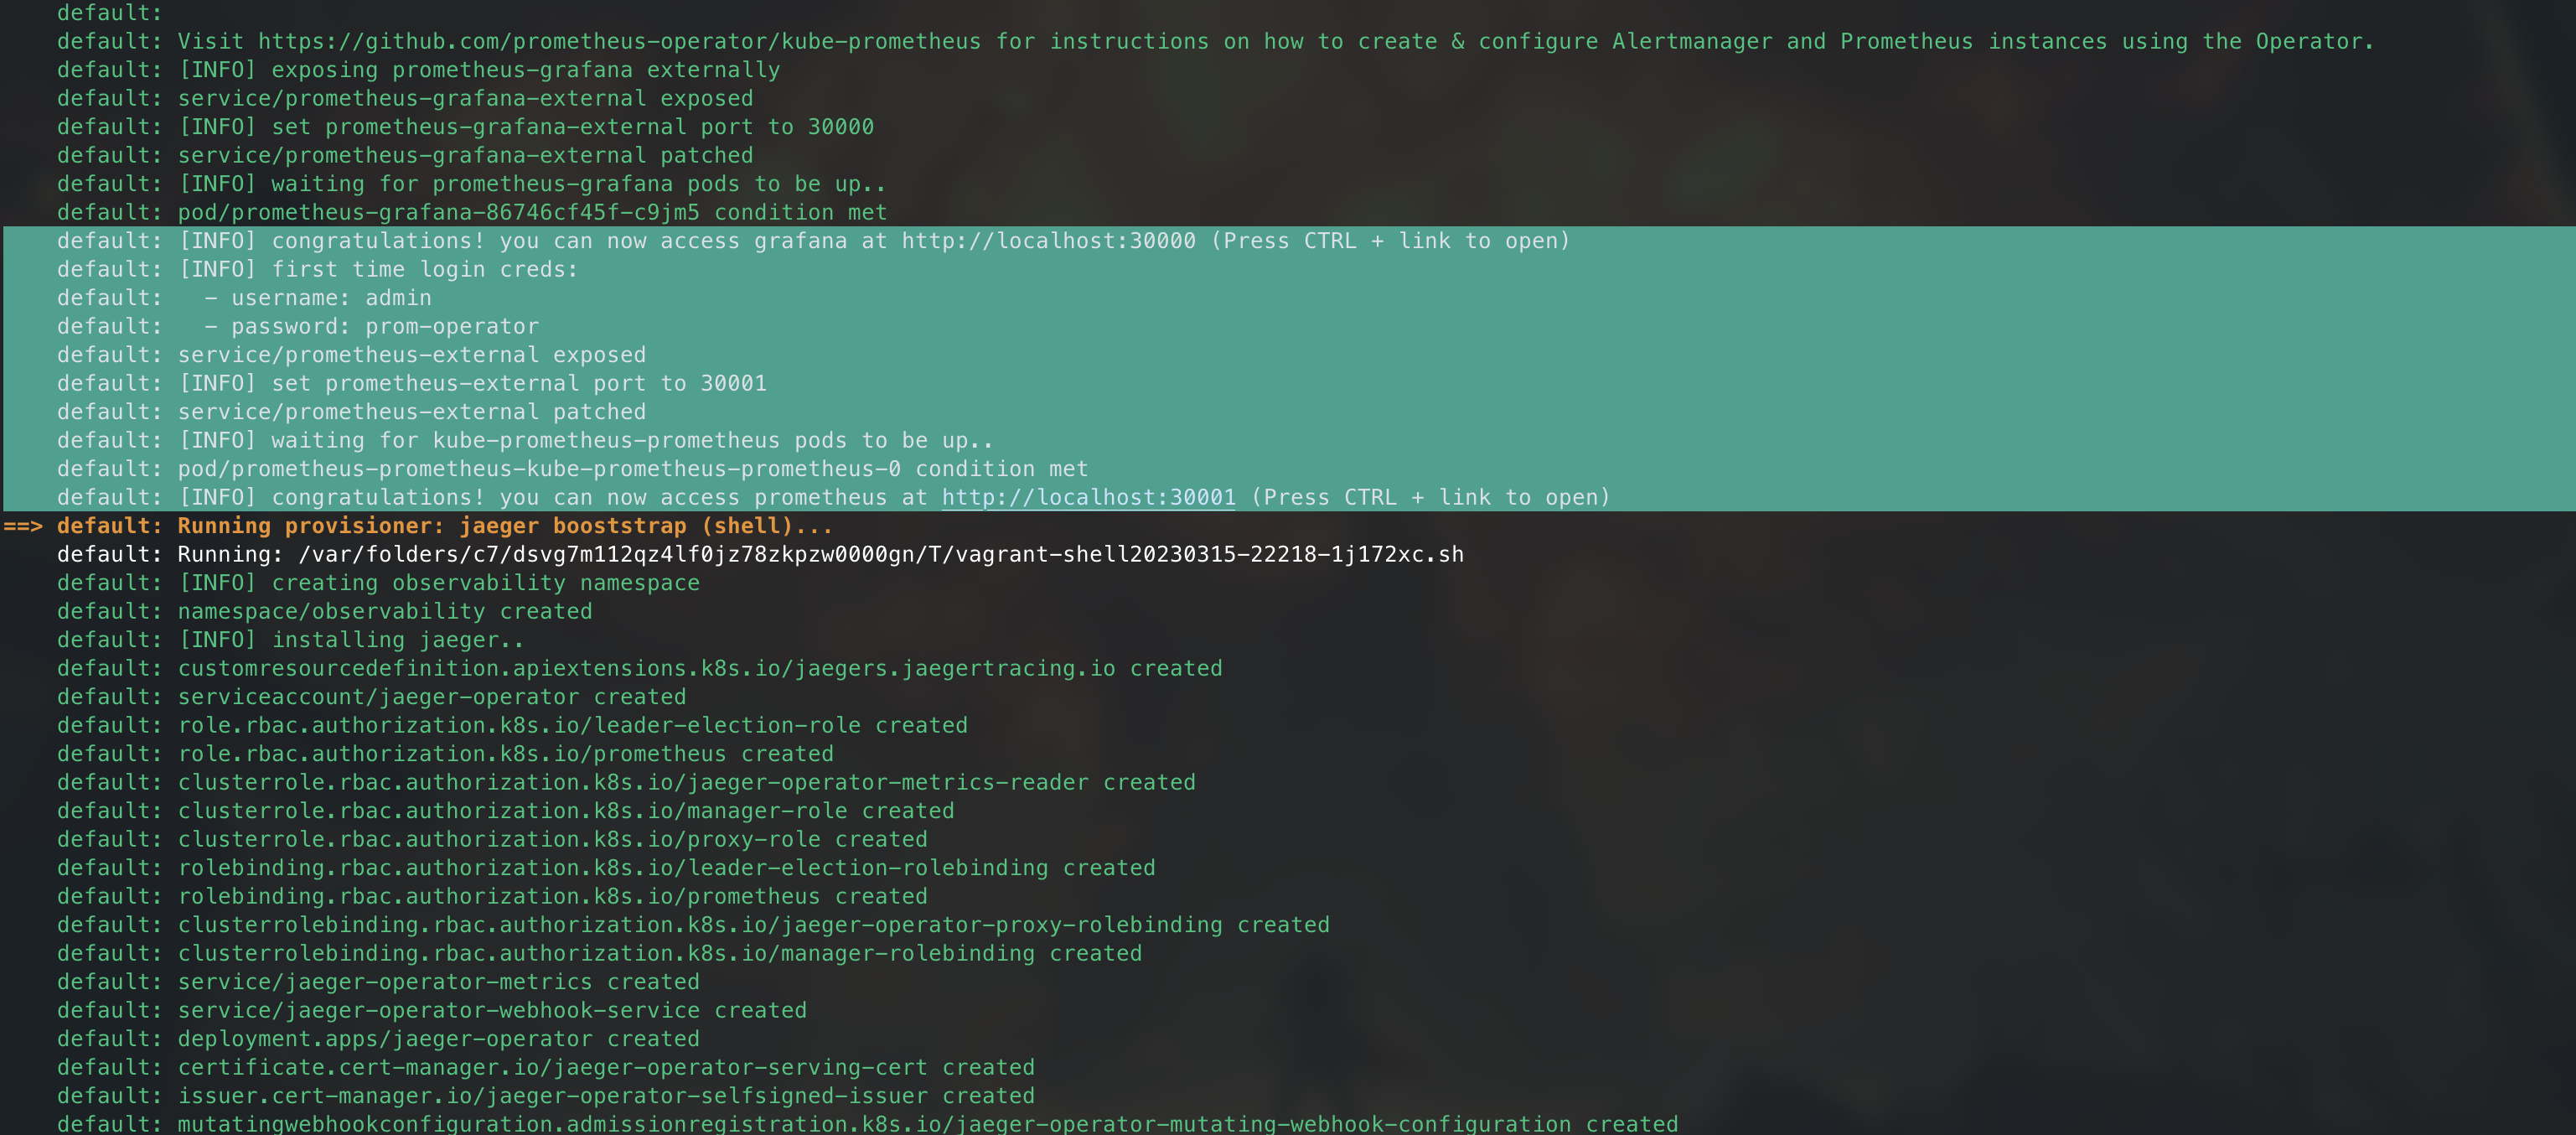 default:
default: Visit https://github.com/prometheus-operator/kube-prometheus for instructions on how to create & configure Alertmanager and Prometheus instances using the Operator.
default: [INFO] exposing prometheus-grafana externally
default: service/prometheus-grafana-external exposed
default: [INFO] set prometheus-grafana-external port to 30000
default: service/prometheus-grafana-external patched
default: [INFO] waiting for prometheus-grafana pods to be up..
default: pod/prometheus-grafana-86746cf45f-c9jm5 condition met
default: [INFO] congratulations! you can now access grafana at http://localhost:30000 (Press CTRL + link to open)
default: [INFO] first time login creds:
default:   - username: admin
default:   - password: prom-operator
default: service/prometheus-external exposed
default: [INFO] set prometheus-external port to 30001
default: service/prometheus-external patched
default: [INFO] waiting for kube-prometheus-prometheus pods to be up..
default: pod/prometheus-prometheus-kube-prometheus-prometheus-0 condition met
default: [INFO] congratulations! you can now access prometheus at http://localhost:30001 (Press CTRL + link to open)
==> default: Running provisioner: jaeger booststrap (shell)...
default: Running: /var/folders/c7/dsvg7m112qz4lf0jz78zkpzw0000gn/T/vagrant-shell20230315-22218-1j172xc.sh
default: [INFO] creating observability namespace
default: namespace/observability created
default: [INFO] installing jaeger..
default: customresourcedefinition.apiextensions.k8s.io/jaegers.jaegertracing.io created
default: serviceaccount/jaeger-operator created
default: role.rbac.authorization.k8s.io/leader-election-role created
default: role.rbac.authorization.k8s.io/prometheus created
default: clusterrole.rbac.authorization.k8s.io/jaeger-operator-metrics-reader created
default: clusterrole.rbac.authorization.k8s.io/manager-role created
default: clusterrole.rbac.authorization.k8s.io/proxy-role created
default: rolebinding.rbac.authorization.k8s.io/leader-election-rolebinding created
default: rolebinding.rbac.authorization.k8s.io/prometheus created
default: clusterrolebinding.rbac.authorization.k8s.io/jaeger-operator-proxy-rolebinding created
default: clusterrolebinding.rbac.authorization.k8s.io/manager-rolebinding created
default: service/jaeger-operator-metrics created
default: service/jaeger-operator-webhook-service created
default: deployment.apps/jaeger-operator created
default: certificate.cert-manager.io/jaeger-operator-serving-cert created
default: issuer.cert-manager.io/jaeger-operator-selfsigned-issuer created
default: mutatingwebhookconfiguration.admissionregistration.k8s.io/jaeger-operator-mutating-webhook-configuration created